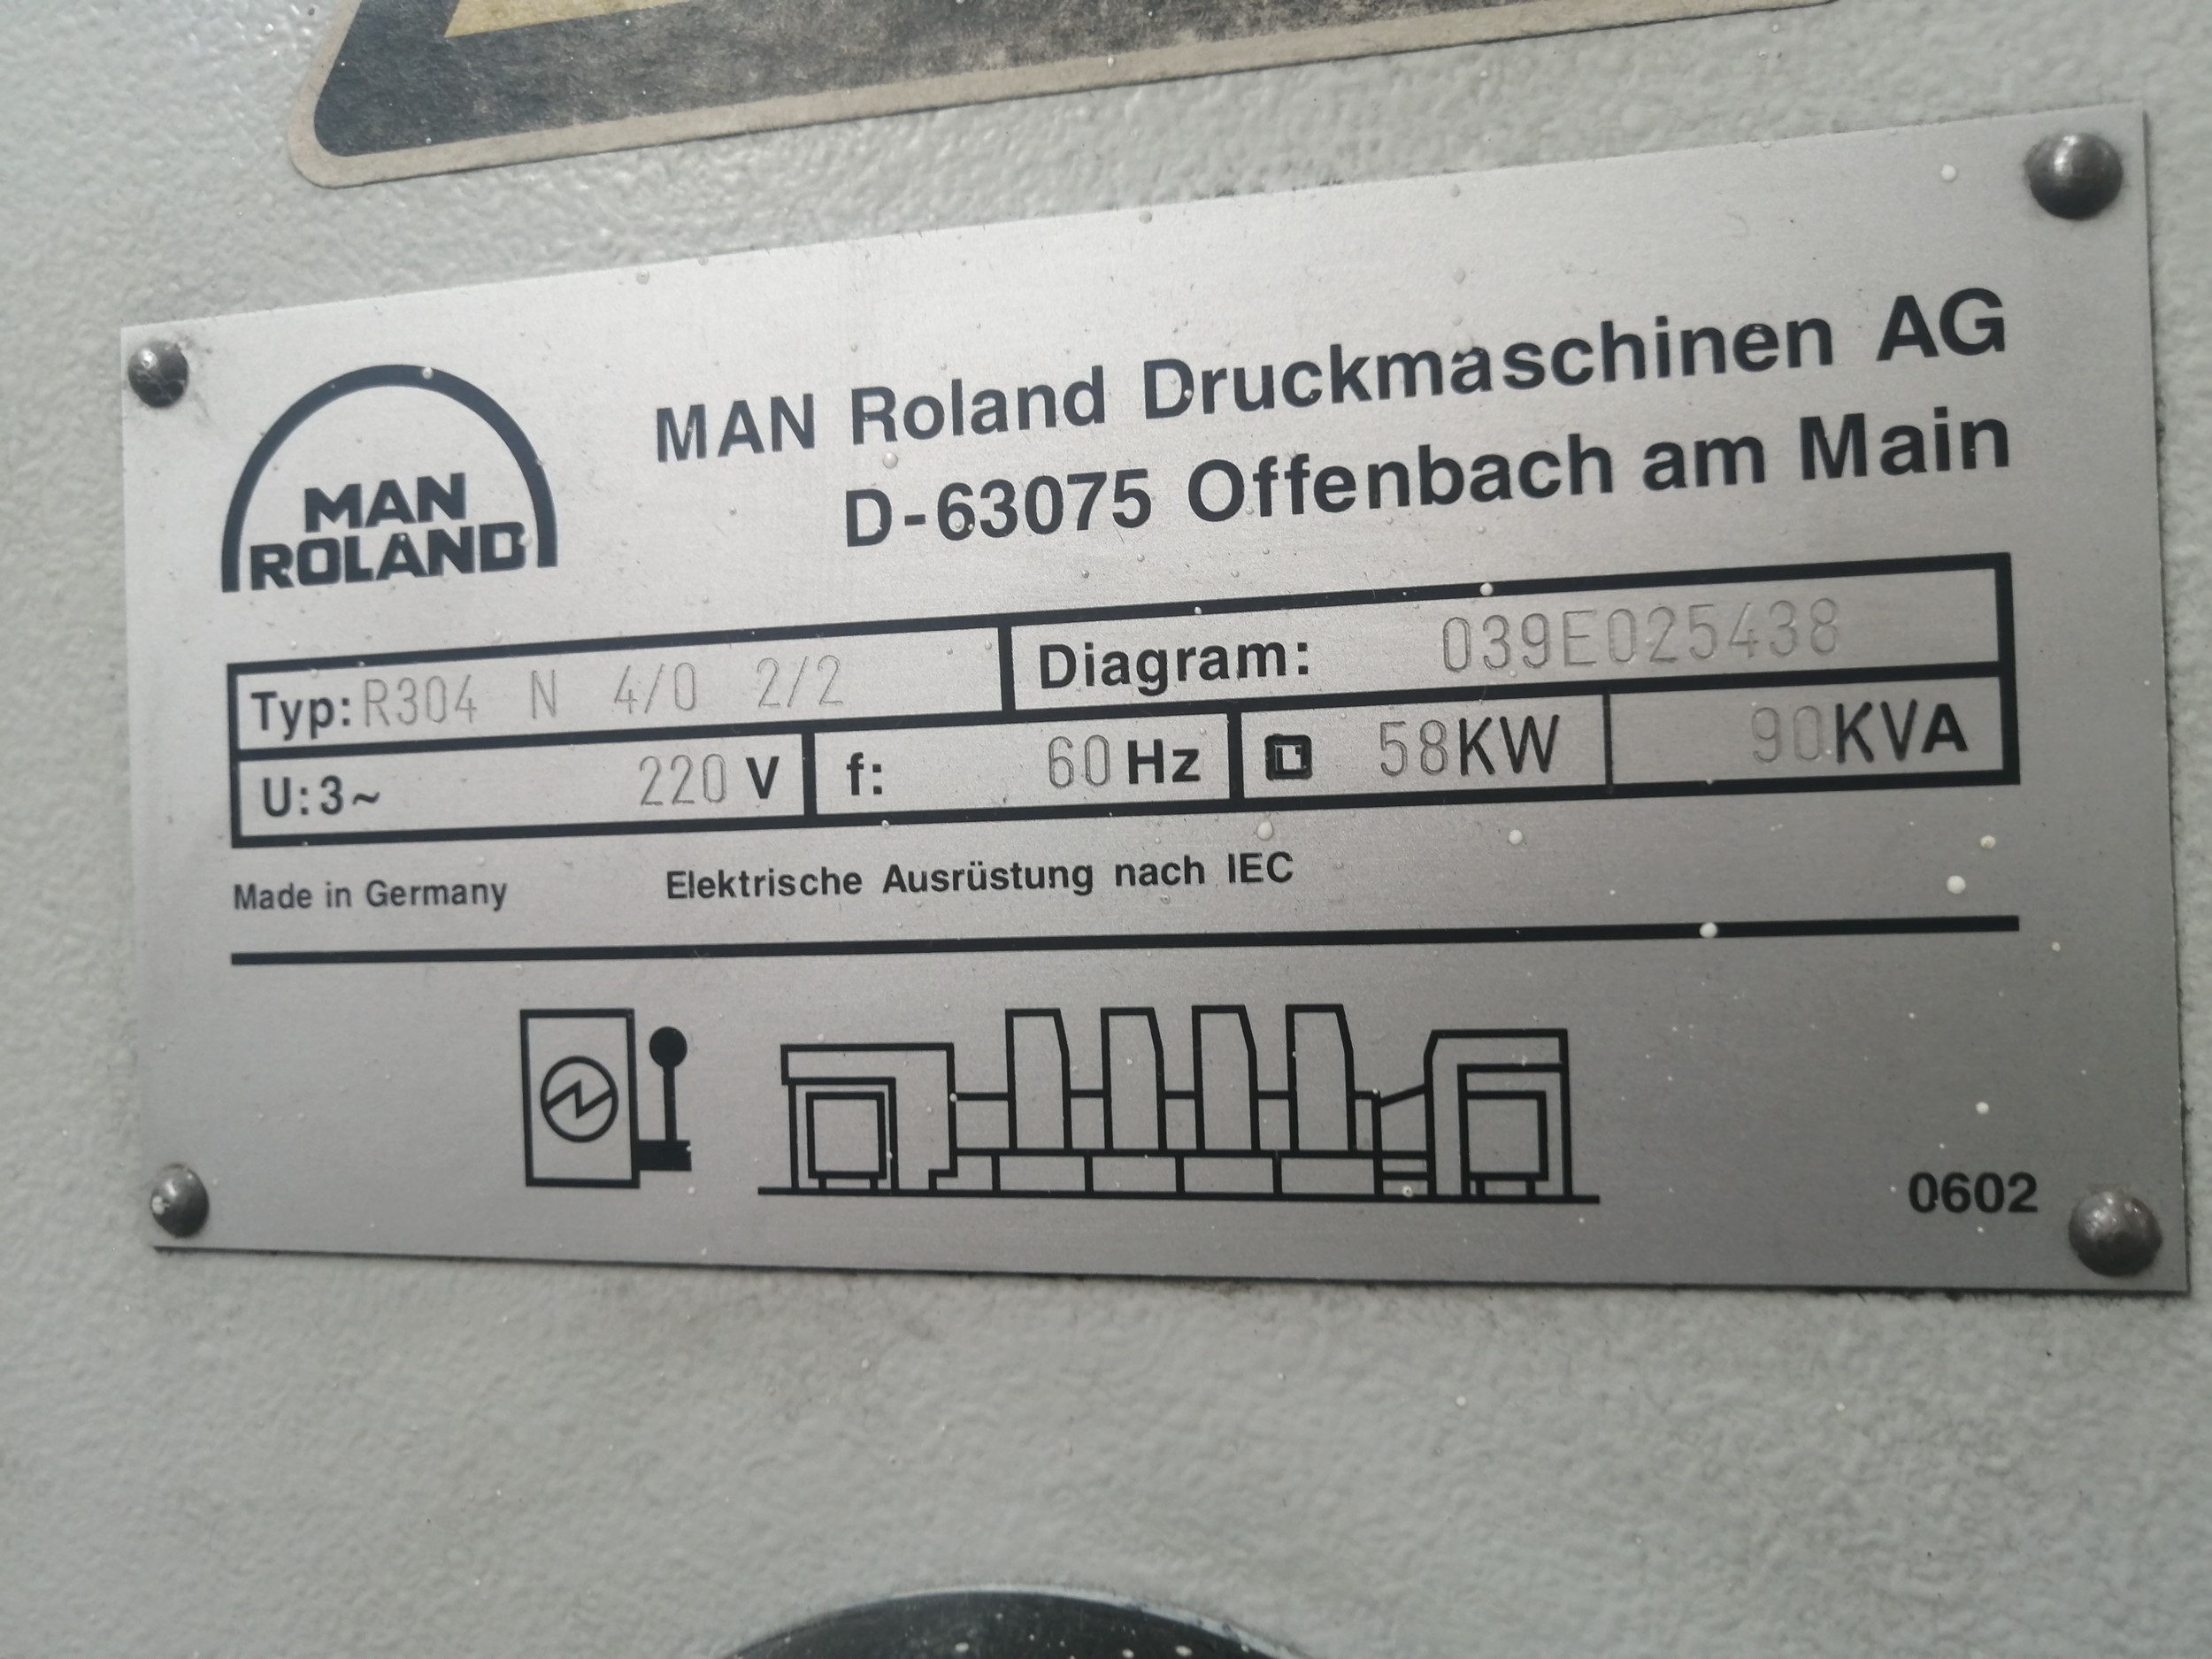 MAN
ROLAND
MAN Roland Druckmaschinen AG
D-63075 Offenbach am Main
Typ: R304 N 4/0 2/2 Diagram: 039E025438
U: 3~ 220 V f: 60 Hz 58KW 90KVA
Made in Germany Elektrische Ausrüstung nach IEC
0602